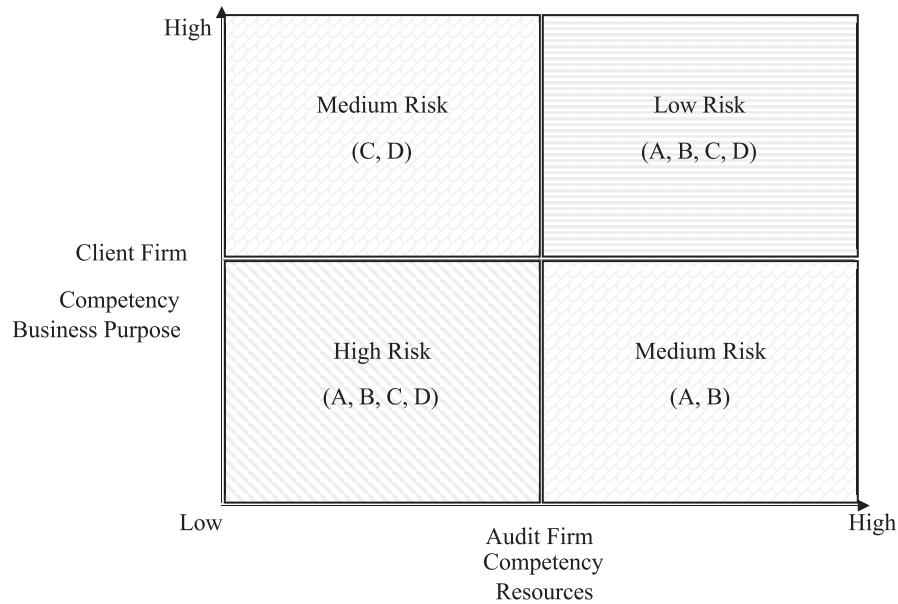 High
Medium Risk
(C, D)
Low Risk
(A, B, C, D)
Client Firm
Competency
Business Purpose
High Risk
(A, B, C, D)
Medium Risk
(A, B)
Low
High
Audit Firm
Competency
Resources